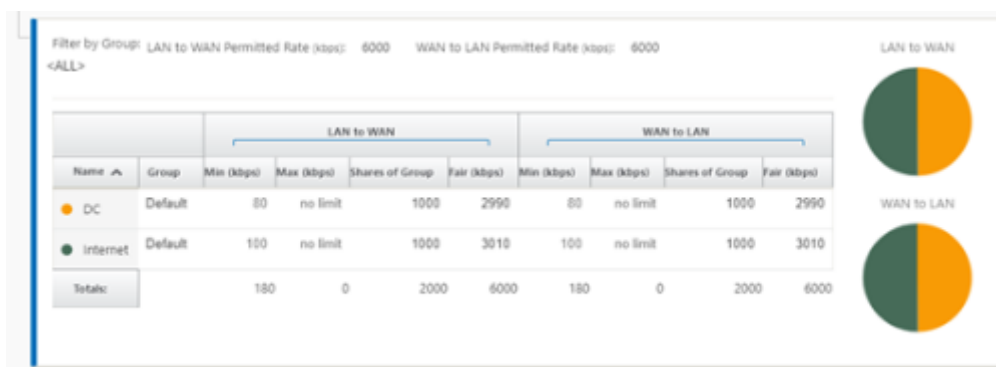 Filter by Group: LAN to WAN Permitted Rate (kbps): 6000 WAN to LAN Permitted Rate (kbps): 6000 LAN to WAN
<ALL>
LAN to WAN WAN to LAN
Name Group Min (kbps) Max (kbps) Shares of Group Fair (kbps) Min (kbps) Max (kbps) Shares of Group Fair (kbps)
DC Default 80 no limit 1000 2990 80 no limit 1000 2990
WAN to LAN
Internet Default 100 no limit 1000 3010 100 no limit 1000 3010
Totals: 180 0 2000 6000 180 0 2000 6000